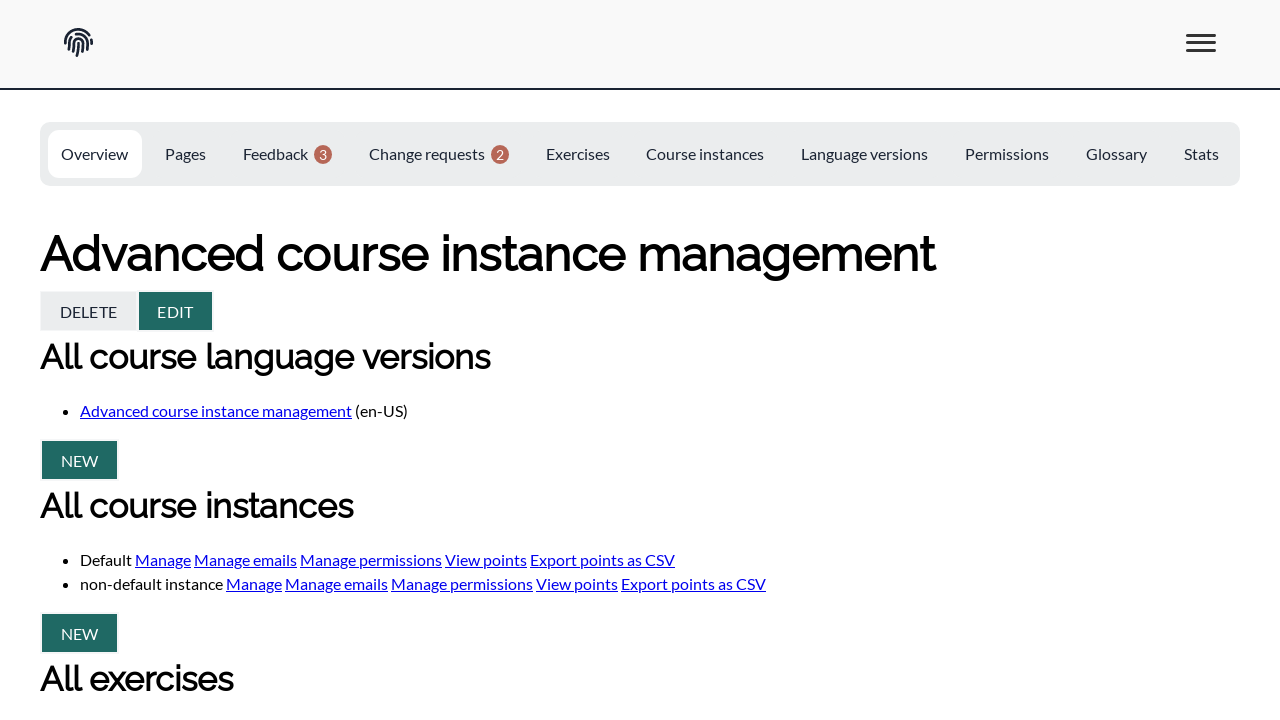 Overview Pages Feedback 3 Change requests 2 Exercises Course instances Language versions Permissions Glossary Stats
Advanced course instance management
DELETE EDIT
All course language versions
Advanced course instance management (en-US)
NEW
All course instances
Default Manage Manage emails Manage permissions View points Export points as CSV
non-default instance Manage Manage emails Manage permissions View points Export points as CSV
NEW
All exercises